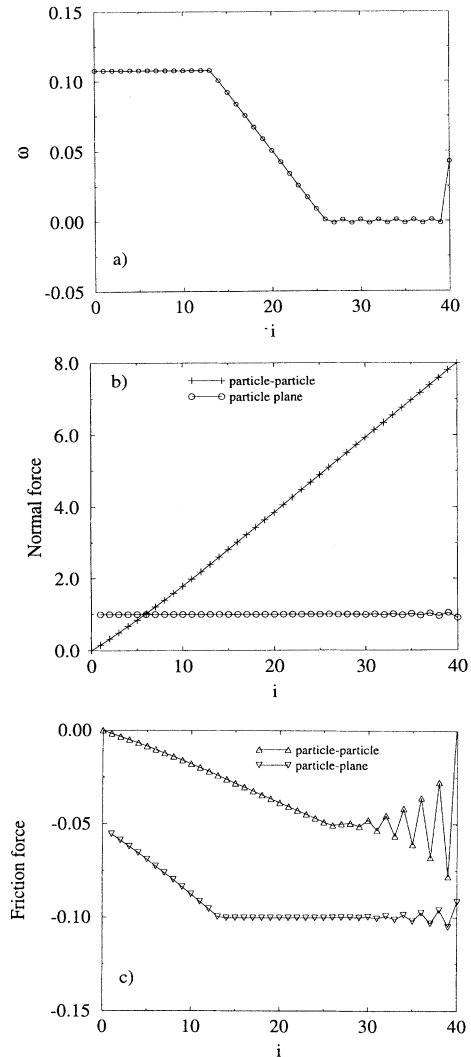 0.15
0.10
0.05
0.00
-0.05
ω
a)
0 10 20 30 40
i
b)
particle-particle
particle plane
8.0
6.0
4.0
2.0
0.0
Normal force
0 10 20 30 40
i
0.00
-0.05
-0.10
-0.15
Friction force
particle-particle
particle-plane
c)
0 10 20 30 40
i